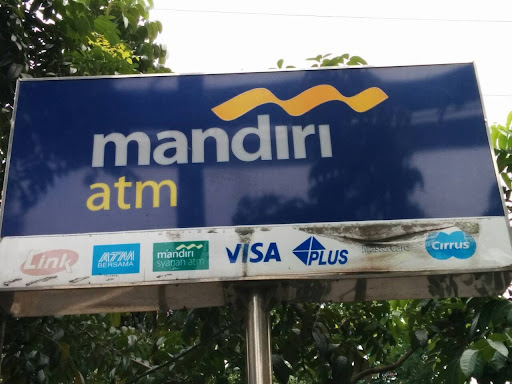 mandiri
atm
Link
ATM BERSAMA
mandiri syariah atm
VISA
PLUS
Cirrus